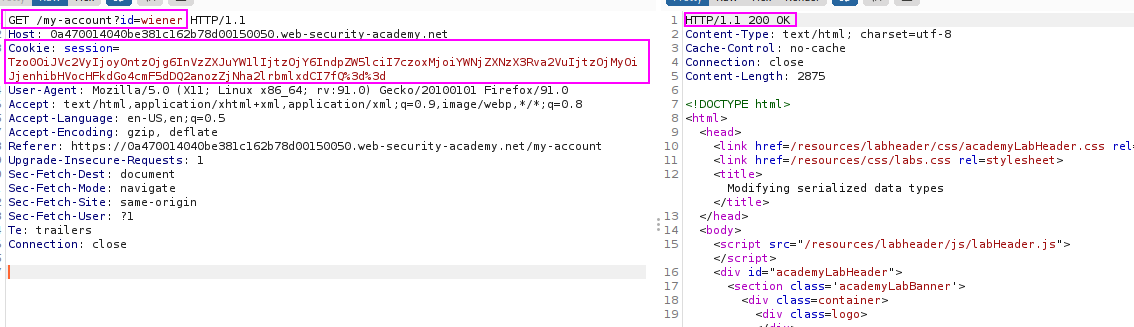 GET /my-account?id=wiener HTTP/1.1
Host: 0a470014040be381c162b78d00150050.web-security-academy.net
Cookie: session=
Tzo0OiJVc2VyIjoyOntzOjg6InVzZXJuYW1lIjtzOjY6IndpZW5lciI7czoxMjoiYWNjZXNzX3Rva2VuIjtzOjMyOi
JjenhibHVocHFkdGo4cmF5dDQ2anozZjNha2lrbmlxdCI7fQ%3d%3d
User-Agent: Mozilla/5.0 (X11; Linux x86_64; rv:91.0) Gecko/20100101 Firefox/91.0
Accept: text/html,application/xhtml+xml,application/xml;q=0.9,image/webp,*/*;q=0.8
Accept-Language: en-US,en;q=0.5
Accept-Encoding: gzip, deflate
Referer: https://0a470014040be381c162b78d00150050.web-security-academy.net/my-account
Upgrade-Insecure-Requests: 1
Sec-Fetch-Dest: document
Sec-Fetch-Mode: navigate
Sec-Fetch-Site: same-origin
Sec-Fetch-User: ?1
Te: trailers
Connection: close
1 HTTP/1.1 200 OK
2 Content-Type: text/html; charset=utf-8
3 Cache-Control: no-cache
4 Connection: close
5 Content-Length: 2875
6
7 <!DOCTYPE html>
8 <html>
9 <head>
10 <link href=/resources/labheader/css/academyLabHeader.css rel=
11 <link href=/resources/css/labs.css rel=stylesheet>
12 <title>
Modifying serialized data types
</title>
13 </head>
14 <body>
15 <script src="/resources/labheader/js/labHeader.js">
</script>
16 <div id="academyLabHeader">
17 <section class='academyLabBanner'>
18 <div class=container>
19 <div class=logo>